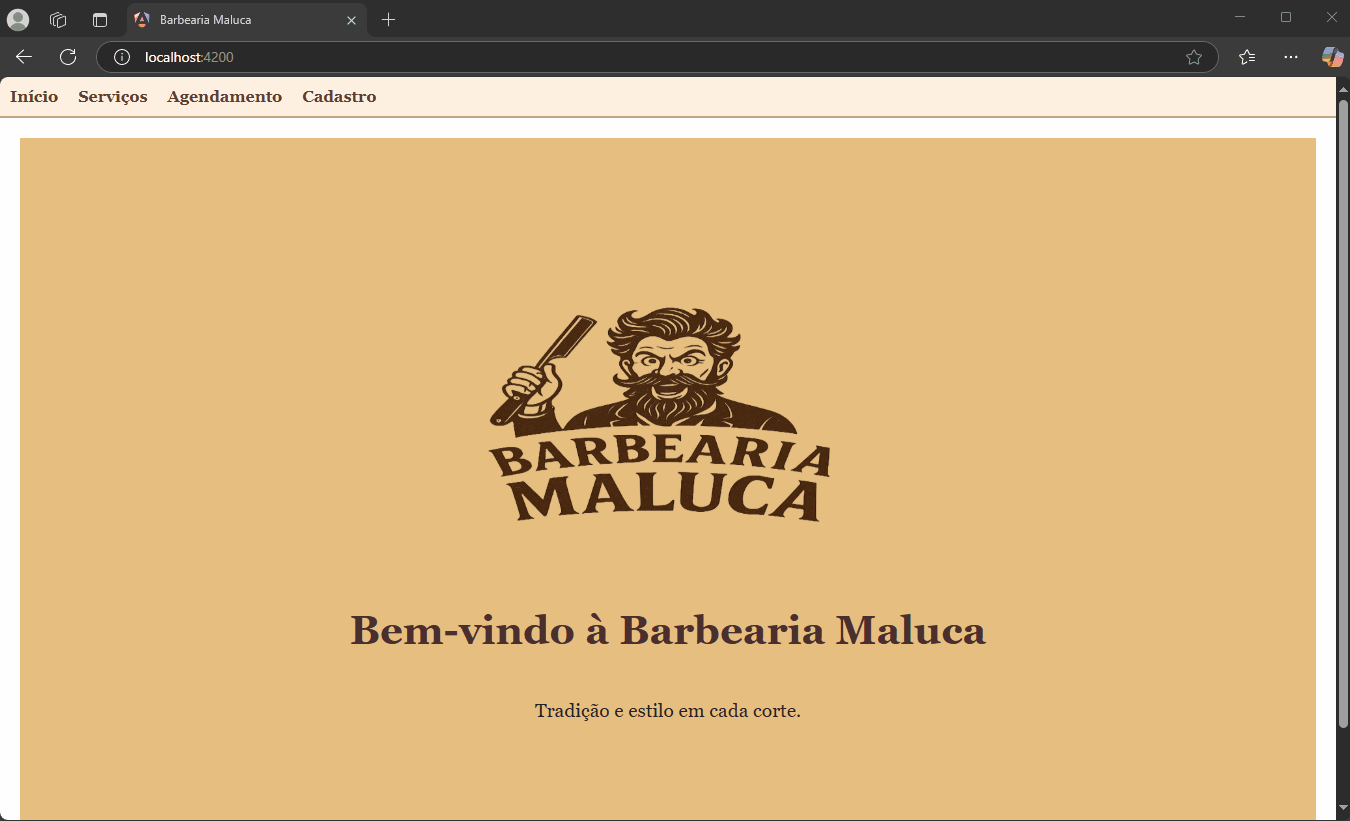 Barbearia Maluca
localhost:4200
Início Serviços Agendamento Cadastro
BARBEARIA
MALUCA
Bem-vindo à Barbearia Maluca
Tradição e estilo em cada corte.